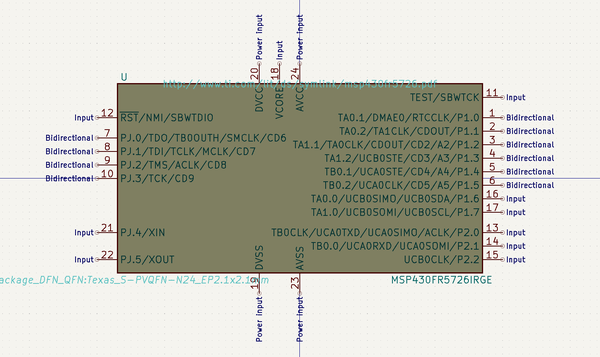 Power Input
Input
Power Input
20
18
24
U
http://www.ti.com/lit/ds/symlink/msp430fr5726.pdf
DVCC
VCORE
AVCC
TEST/SBWTCK 11 Input
Input 12 RST/NMI/SBWTDIO
TA0.1/DMAE0/RTCCLK/P1.0 1 Bidirectional
TA0.2/TA1CLK/CDOUT/P1.1 2 Bidirectional
Bidirectional 7 PJ.0/TDO/TB0OUTH/SMCLK/CD6
TA1.1/TA0CLK/CDOUT/CD2/A2/P1.2 3 Bidirectional
Bidirectional 8 PJ.1/TDI/TCLK/MCLK/CD7
TA1.2/UCB0STE/CD3/A3/P1.3 4 Bidirectional
Bidirectional 9 PJ.2/TMS/ACLK/CD8
TB0.1/UCA0STE/CD4/A4/P1.4 5 Bidirectional
Bidirectional 10 PJ.3/TCK/CD9
TB0.2/UCA0CLK/CD5/A5/P1.5 6 Bidirectional
TA0.0/UCB0SIMO/UCB0SDA/P1.6 16 Input
TA1.0/UCB0SOMI/UCB0SCL/P1.7 17 Input
Input 21 PJ.4/XIN
TB0CLK/UCA0TXD/UCA0SIMO/ACLK/P2.0 13 Input
TB0.0/UCA0RXD/UCA0SOMI/P2.1 14 Input
Input 22 PJ.5/XOUT
UCB0CLK/P2.2 15 Input
DVSS
AVSS
ackage_DFN_QFN:Texas_S-PVQFN-N24_EP2.1x2.1mm
MSP430FR5726IRGE
19
23
Power Input
Power Input